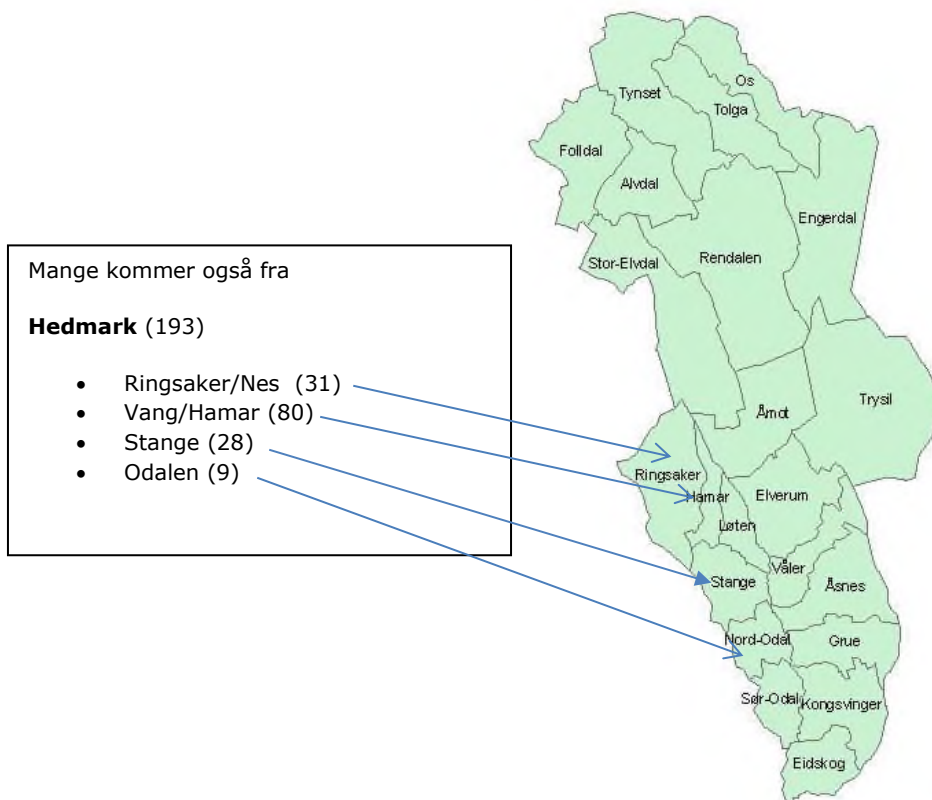 Mange kommer også fra
Hedmark (193)
• Ringsaker/Nes (31)
• Vang/Hamar (80)
• Stange (28)
• Odalen (9)
Os
Tynset
Tolga
Folldal
Alvdal
Engerdal
Rendalen
Stor-Elvdal
Trysil
Åmot
Ringsaker
Hamar
Elverum
Løten
Våler
Stange
Åsnes
Nord-Odal
Grue
Sør-Odal
Kongsvinger
Eidskog